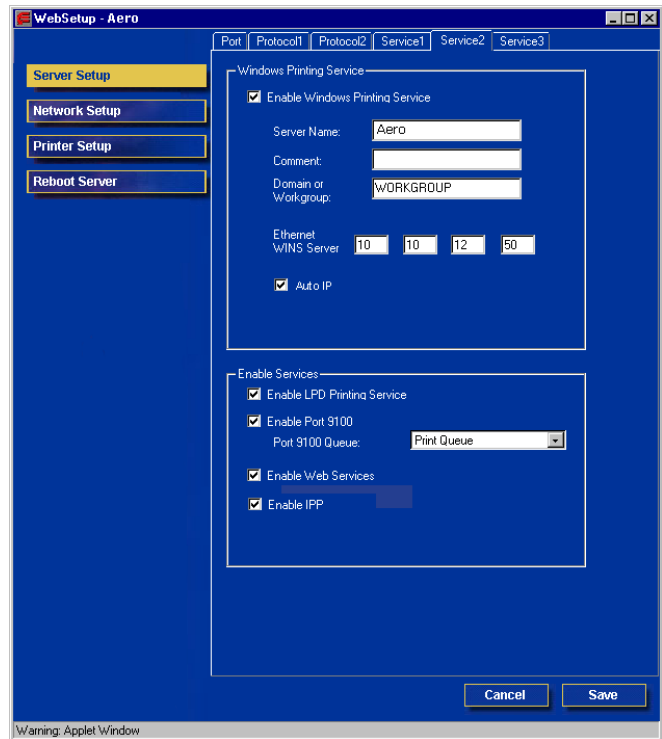 WebSetup - Aero
Port Protocol1 Protocol2 Service1 Service2 Service3
Server Setup
Network Setup
Printer Setup
Reboot Server
Windows Printing Service
Enable Windows Printing Service
Server Name: Aero
Comment:
Domain or
Workgroup: WORKGROUP
Ethernet
WINS Server 10 10 12 50
Auto IP
Enable Services
Enable LPD Printing Service
Enable Port 9100
Port 9100 Queue: Print Queue
Enable Web Services
Enable IPP
Cancel Save
Warning: Applet Window